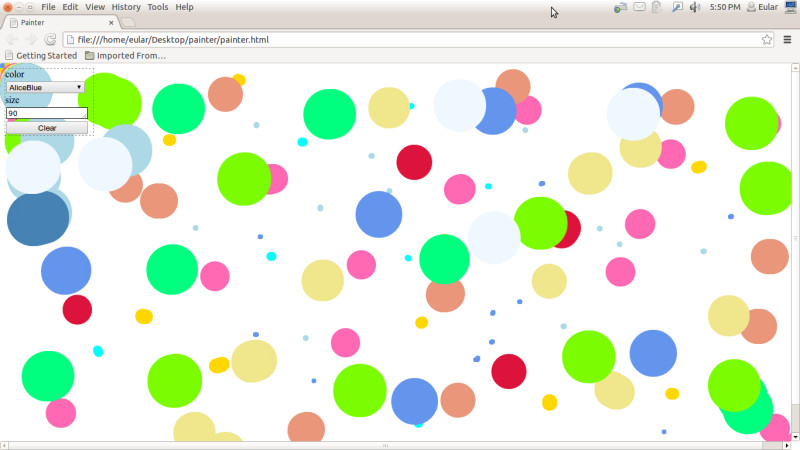 File Edit View History Tools Help
5:50 PM Eular
Painter
file:///home/eular/Desktop/painter/painter.html
Getting Started Imported From...
color
AliceBlue
size
90
Clear